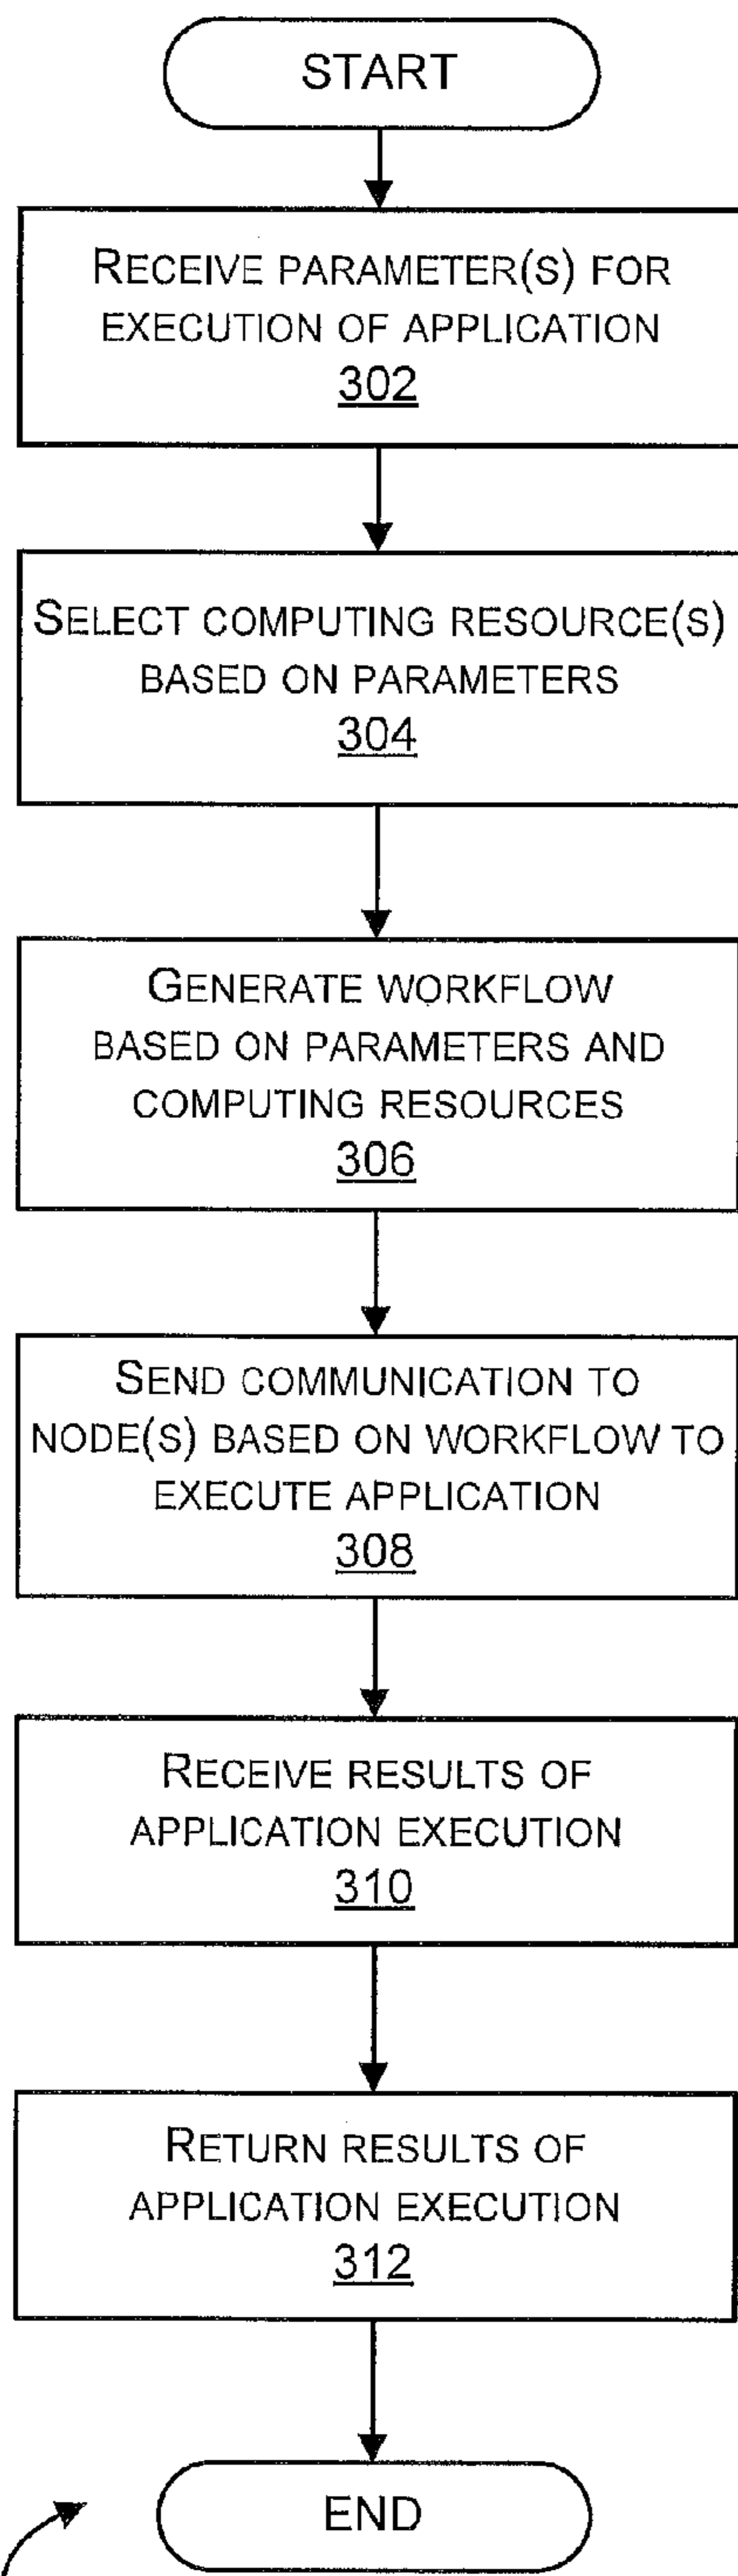 START
RECEIVE PARAMETER(S) FOR
EXECUTION OF APPLICATION
302
SELECT COMPUTING RESOURCE(S)
BASED ON PARAMETERS
304
GENERATE WORKFLOW
BASED ON PARAMETERS AND
COMPUTING RESOURCES
306
SEND COMMUNICATION TO
NODE(S) BASED ON WORKFLOW TO
EXECUTE APPLICATION
308
RECEIVE RESULTS OF
APPLICATION EXECUTION
310
RETURN RESULTS OF
APPLICATION EXECUTION
312
END